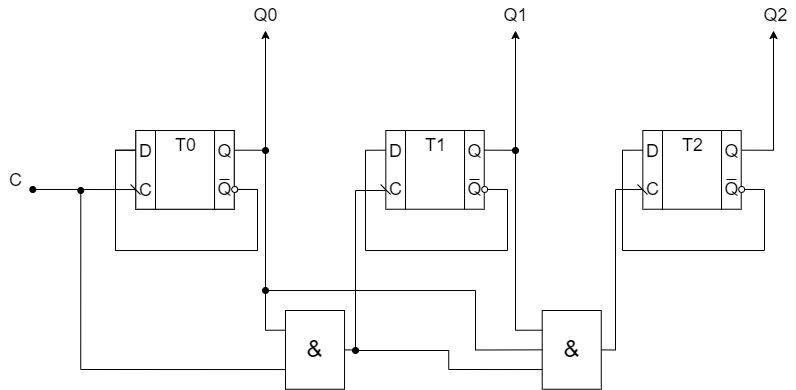 Q0 Q1 Q2
T0 T1 T2
D Q D Q D Q
C
C Q̅ C Q̅ C Q̅
& &